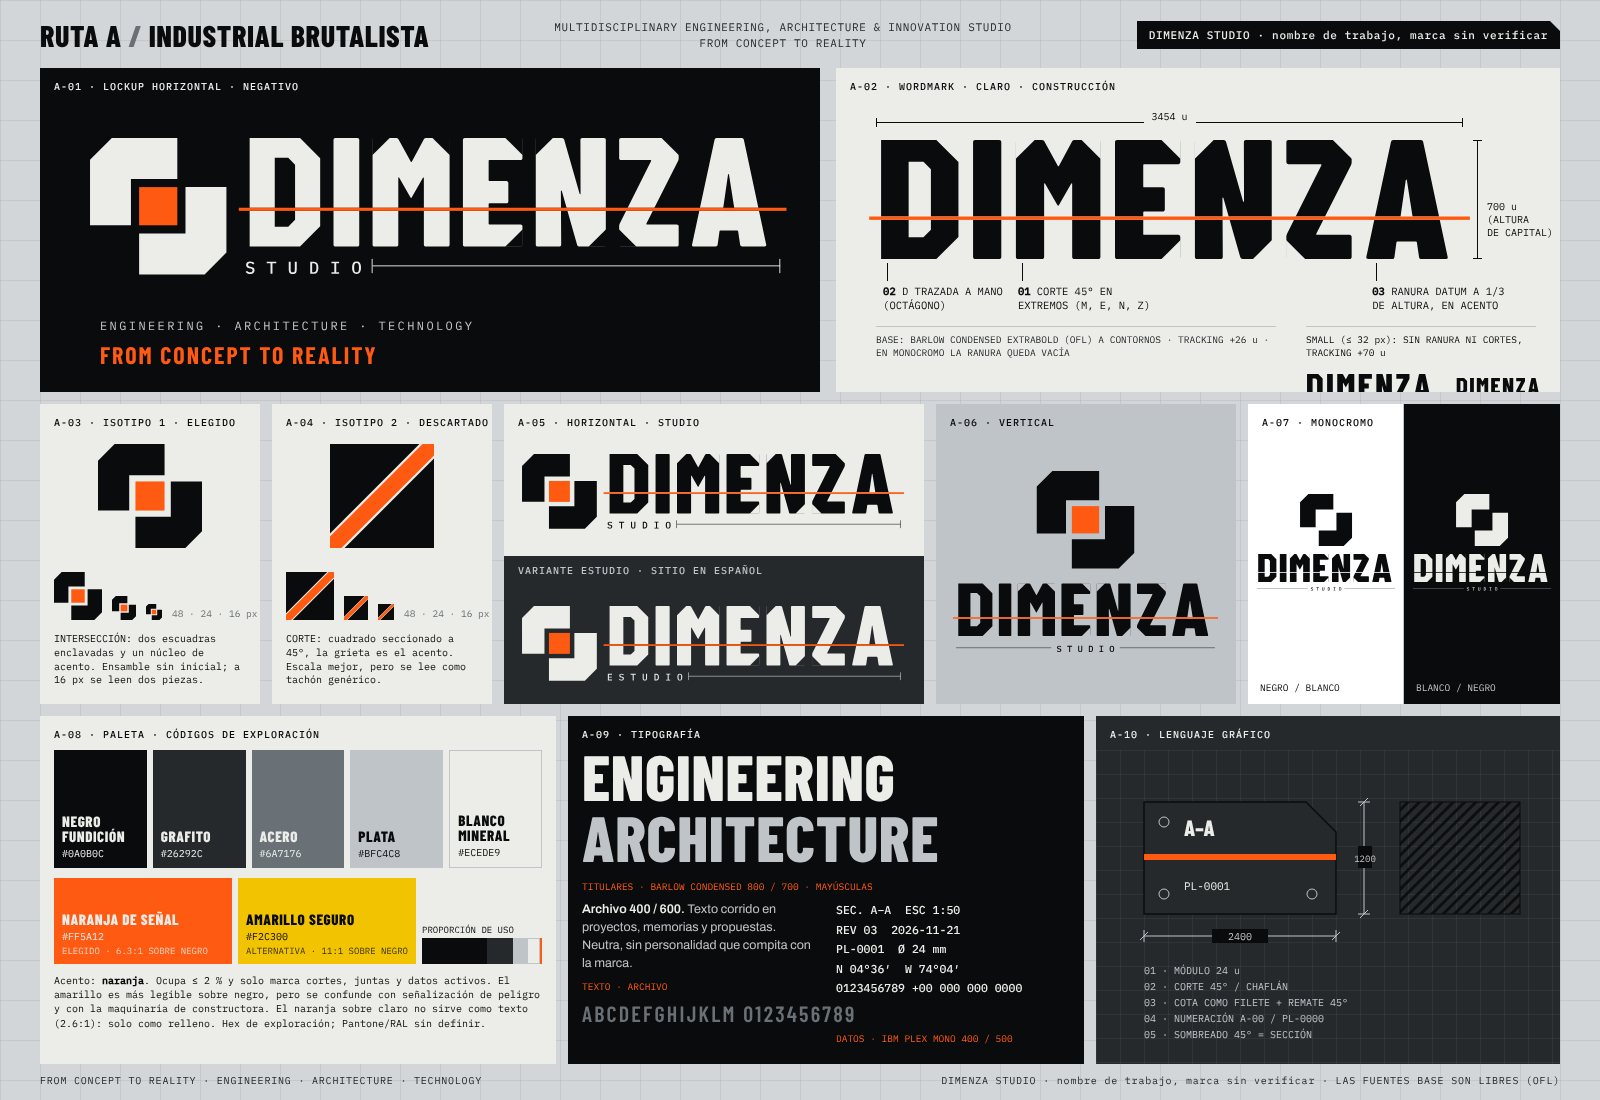 RUTA A / INDUSTRIAL BRUTALISTA
MULTIDISCIPLINARY ENGINEERING, ARCHITECTURE & INNOVATION STUDIO
FROM CONCEPT TO REALITY
DIMENZA STUDIO · nombre de trabajo, marca sin verificar
A-01 · LOCKUP HORIZONTAL · NEGATIVO
DIMENZA
STUDIO
ENGINEERING · ARCHITECTURE · TECHNOLOGY
FROM CONCEPT TO REALITY
A-02 · WORDMARK · CLARO · CONSTRUCCIÓN
3454 u
DIMENZA
700 u
(ALTURA
DE CAPITAL)
02 D TRAZADA A MANO
(OCTÁGONO)
01 CORTE 45° EN
EXTREMOS (M, E, N, Z)
03 RANURA DATUM A 1/3
DE ALTURA, EN ACENTO
BASE: BARLOW CONDENSED EXTRABOLD (OFL) A CONTORNOS · TRACKING +26 u ·
EN MONOCROMO LA RANURA QUEDA VACÍA
SMALL (≤ 32 px): SIN RANURA NI CORTES,
TRACKING +70 u
DIMENZA DIMENZA
A-03 · ISOTIPO 1 · ELEGIDO
48 · 24 · 16 px
INTERSECCIÓN: dos escuadras
enclavadas y un núcleo de
acento. Ensamble sin inicial; a
16 px se leen dos piezas.
A-04 · ISOTIPO 2 · DESCARTADO
48 · 24 · 16 px
CORTE: cuadrado seccionado a
45°, la grieta es el acento.
Escala mejor, pero se lee como
tachón genérico.
A-05 · HORIZONTAL · STUDIO
DIMENZA
STUDIO
VARIANTE ESTUDIO · SITIO EN ESPAÑOL
DIMENZA
ESTUDIO
A-06 · VERTICAL
DIMENZA
STUDIO
A-07 · MONOCROMO
DIMENZA
STUDIO
NEGRO / BLANCO
DIMENZA
STUDIO
BLANCO / NEGRO
A-08 · PALETA · CÓDIGOS DE EXPLORACIÓN
NEGRO
FUNDICIÓN
#0A0B0C
GRAFITO
#26292C
ACERO
#6A7176
PLATA
#BFC4C8
BLANCO
MINERAL
#ECEDE9
NARANJA DE SEÑAL
#FF5A12
ELEGIDO · 6.3:1 SOBRE NEGRO
AMARILLO SEGURO
#F2C300
ALTERNATIVA · 11:1 SOBRE NEGRO
PROPORCIÓN DE USO
Acento: naranja. Ocupa ≤ 2 % y solo marca cortes, juntas y datos activos. El
amarillo es más legible sobre negro, pero se confunde con señalización de peligro
y con la maquinaria de constructora. El naranja sobre claro no sirve como texto
(2.6:1): solo como relleno. Hex de exploración; Pantone/RAL sin definir.
A-09 · TIPOGRAFÍA
ENGINEERING
ARCHITECTURE
TITULARES · BARLOW CONDENSED 800 / 700 · MAYÚSCULAS
Archivo 400 / 600. Texto corrido en
proyectos, memorias y propuestas.
Neutra, sin personalidad que compita con
la marca.
TEXTO · ARCHIVO
SEC. A–A ESC 1:50
REV 03 2026-11-21
PL-0001 Ø 24 mm
N 04°36′ W 74°04′
0123456789 +00 000 000 0000
ABCDEFGHIJKLM 0123456789
DATOS · IBM PLEX MONO 400 / 500
A-10 · LENGUAJE GRÁFICO
A–A
PL-0001
1200
2400
01 · MÓDULO 24 u
02 · CORTE 45° / CHAFLÁN
03 · COTA COMO FILETE + REMATE 45°
04 · NUMERACIÓN A-00 / PL-0000
05 · SOMBREADO 45° = SECCIÓN
FROM CONCEPT TO REALITY · ENGINEERING · ARCHITECTURE · TECHNOLOGY
DIMENZA STUDIO · nombre de trabajo, marca sin verificar · LAS FUENTES BASE SON LIBRES (OFL)